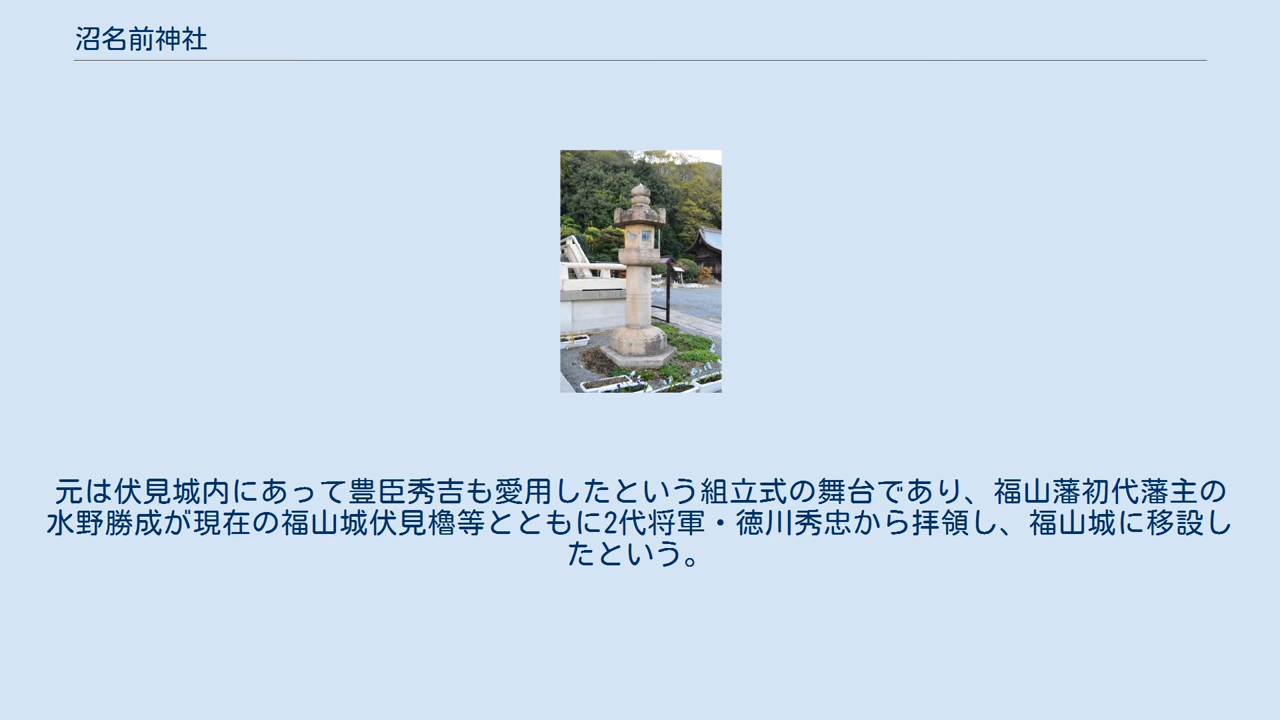 沼名前神社
元は伏見城内にあって豊臣秀吉も愛用したという組立式の舞台であり、福山藩初代藩主の
水野勝成が現在の福山城伏見櫓等とともに2代将軍・徳川秀忠から拝領し、福山城に移設し
たという。